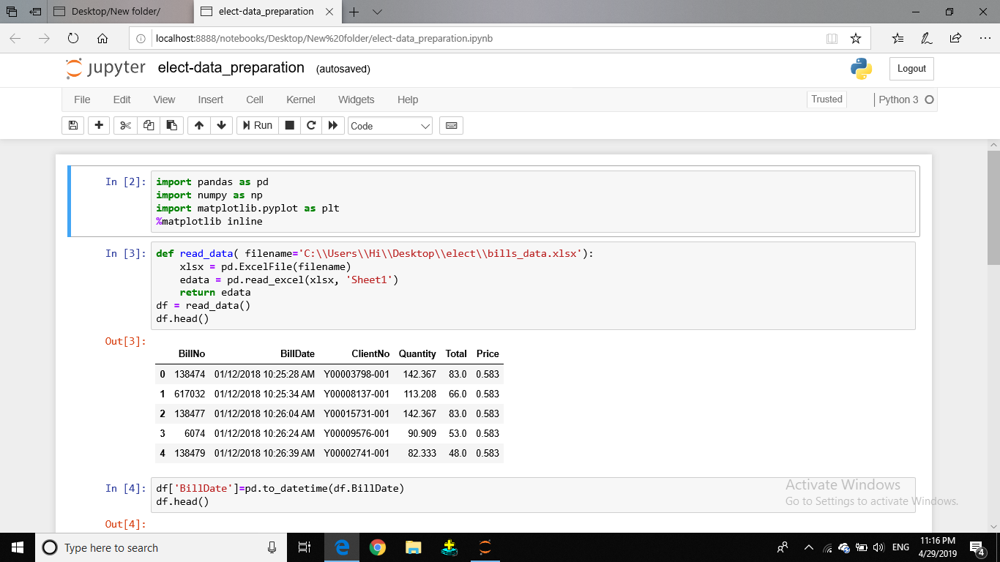 Desktop/New folder/
elect-data_preparation
localhost:8888/notebooks/Desktop/New%20folder/elect-data_preparation.ipynb
jupyter elect-data_preparation (autosaved)
Logout
File Edit View Insert Cell Kernel Widgets Help
Trusted
Python 3
Run
Code
In [2]: import pandas as pd
import numpy as np
import matplotlib.pyplot as plt
%matplotlib inline
In [3]: def read_data( filename='C:\\Users\\Hi\\Desktop\\elect\\bills_data.xlsx'):
xlsx = pd.ExcelFile(filename)
edata = pd.read_excel(xlsx, 'Sheet1')
return edata
df = read_data()
df.head()
Out[3]:
BillNo BillDate ClientNo Quantity Total Price
0 138474 01/12/2018 10:25:28 AM Y00003798-001 142.367 83.0 0.583
1 617032 01/12/2018 10:25:34 AM Y00008137-001 113.208 66.0 0.583
2 138477 01/12/2018 10:26:04 AM Y00015731-001 142.367 83.0 0.583
3 6074 01/12/2018 10:26:24 AM Y00009576-001 90.909 53.0 0.583
4 138479 01/12/2018 10:26:39 AM Y00002741-001 82.333 48.0 0.583
In [4]: df['BillDate']=pd.to_datetime(df.BillDate)
df.head()
Activate Windows
Go to Settings to activate Windows.
Out[4]:
Type here to search
ENG
11:16 PM
4/29/2019
4